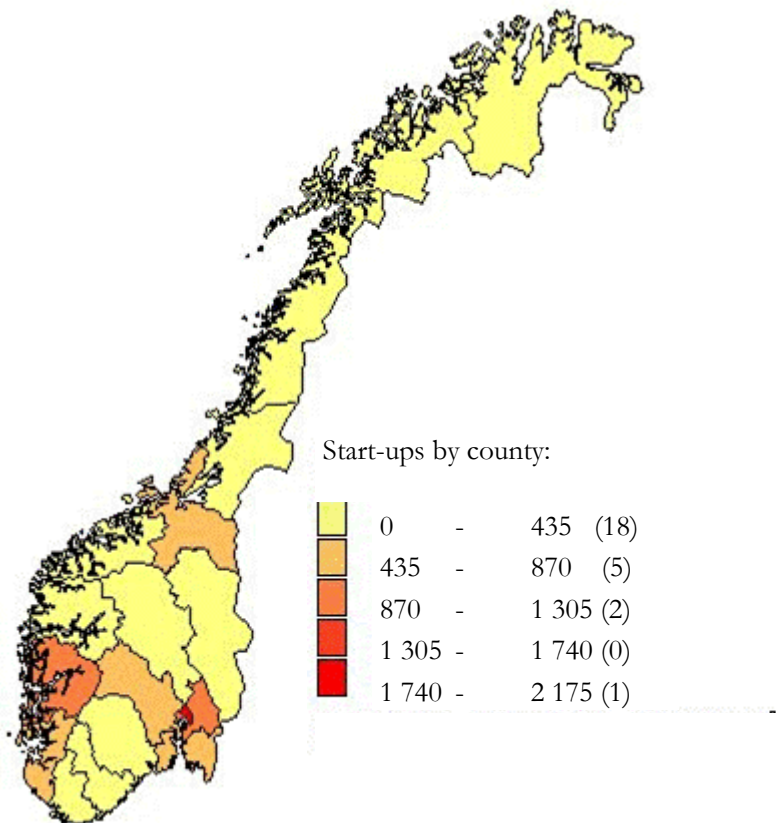 Start-ups by county:
0 - 435 (18)
435 - 870 (5)
870 - 1 305 (2)
1 305 - 1 740 (0)
1 740 - 2 175 (1)